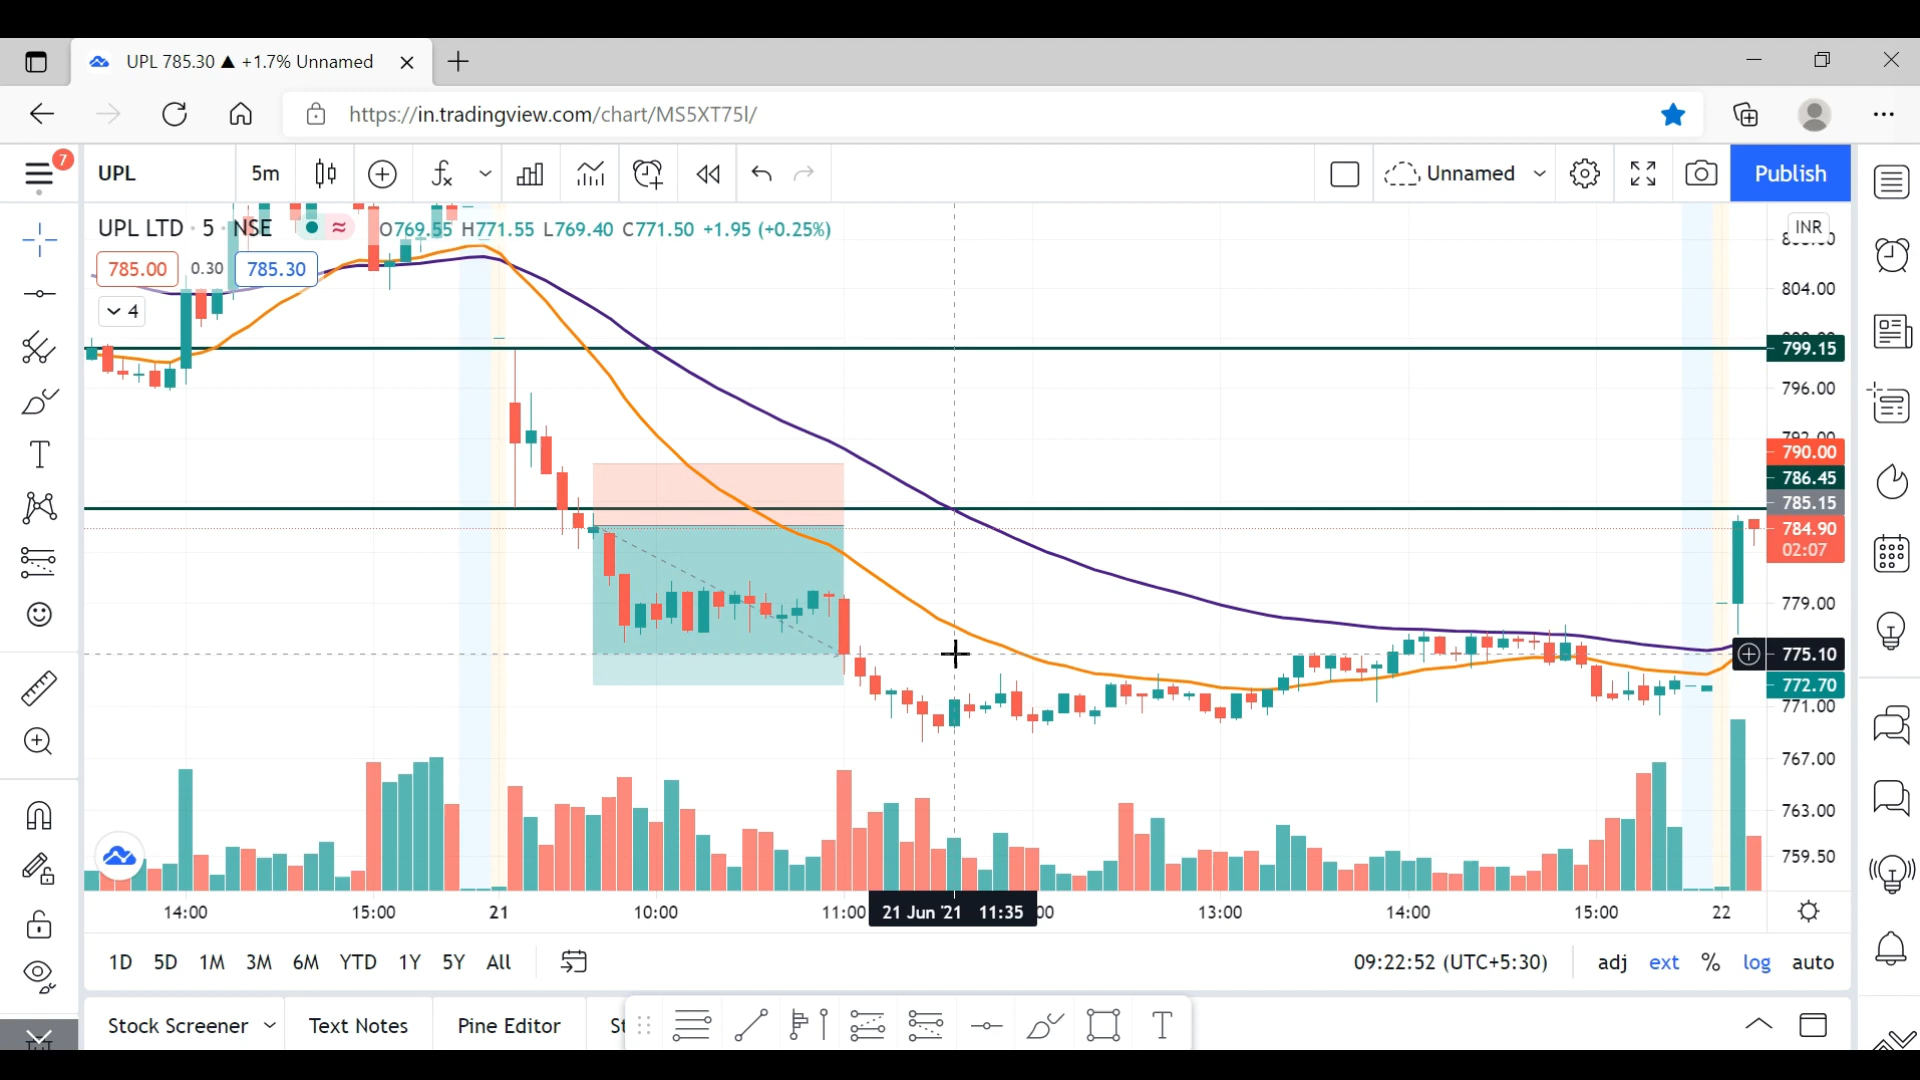 UPL 785.30 ▲ +1.7% Unnamed
https://in.tradingview.com/chart/MS5XT75l/
7
UPL
5m
Unnamed
Publish
UPL LTD · 5 · NSE
O769.55 H771.55 L769.40 C771.50 +1.95 (+0.25%)
INR
785.00
0.30
785.30
4
804.00
799.15
796.00
790.00
786.45
785.15
784.90
02:07
779.00
775.10
772.70
771.00
767.00
763.00
759.50
14:00
15:00
21
10:00
11:00
21 Jun '21 11:35
13:00
14:00
15:00
22
1D 5D 1M 3M 6M YTD 1Y 5Y All
09:22:52 (UTC+5:30)
adj ext % log auto
Stock Screener
Text Notes
Pine Editor